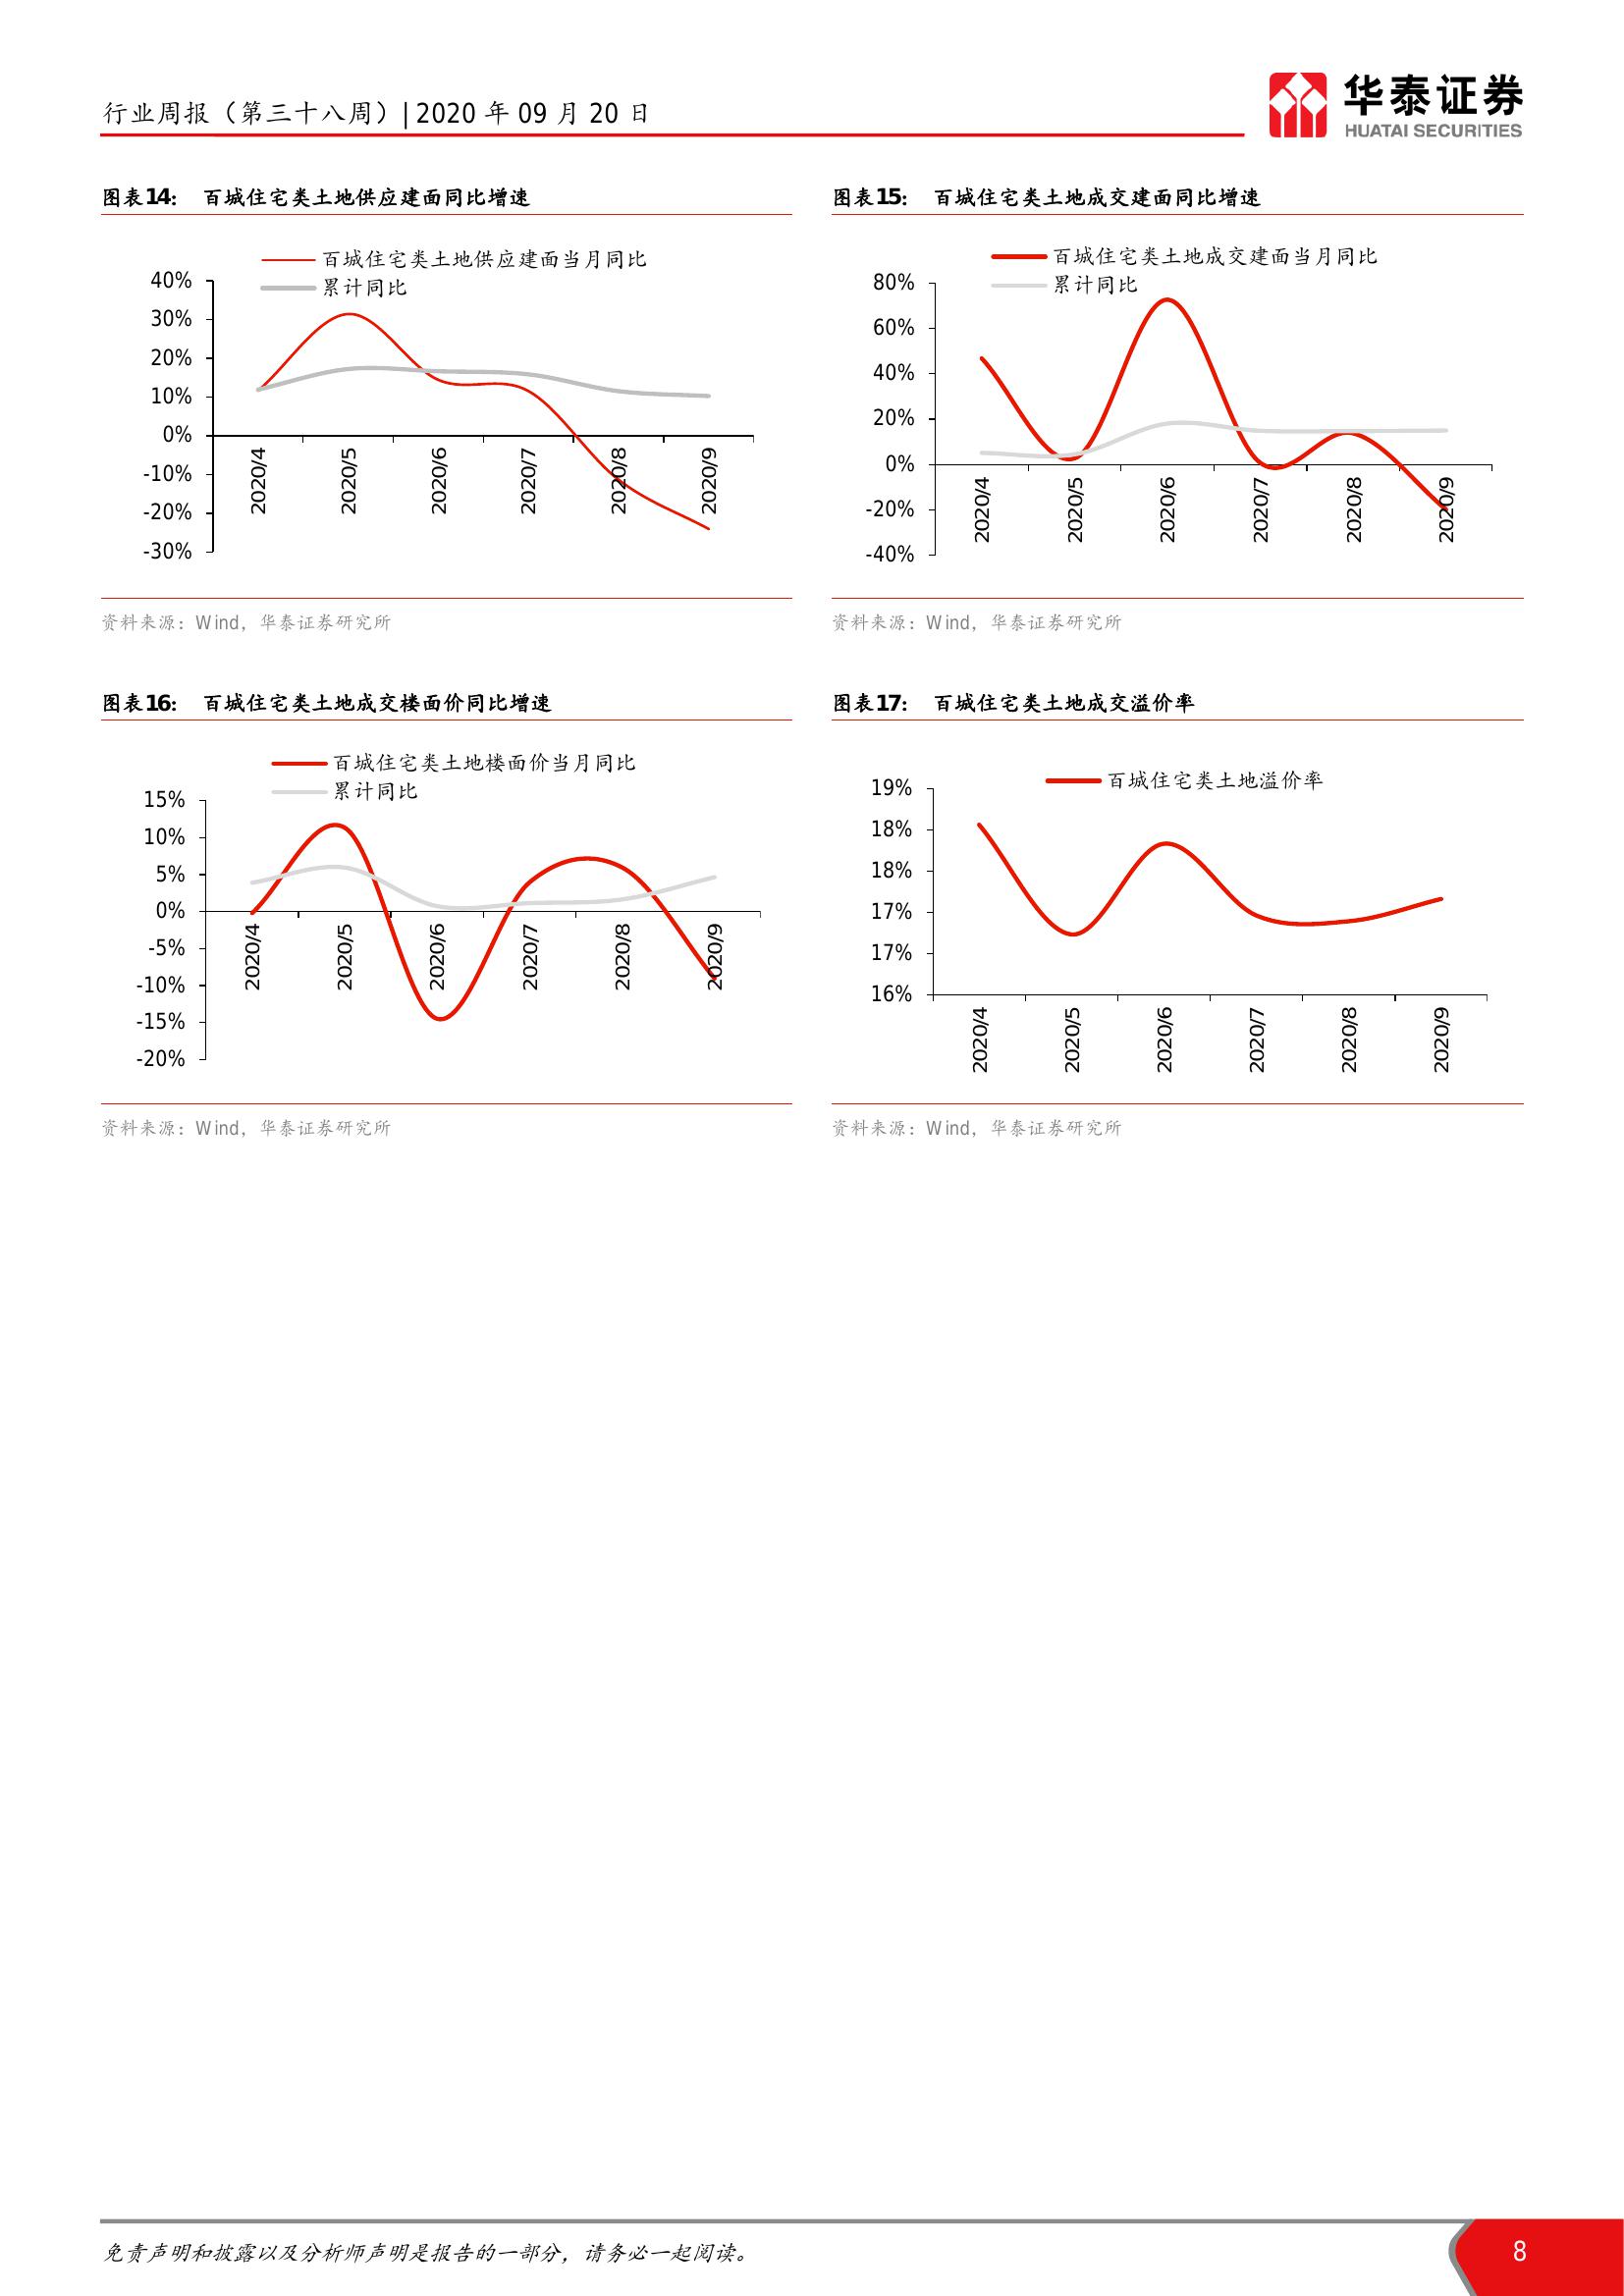 行业周报（第三十八周）| 2020 年 09 月 20 日
华泰证券
HUATAI SECURITIES
图表14： 百城住宅类土地供应建面同比增速
百城住宅类土地供应建面当月同比
累计同比
40%
30%
20%
10%
0%
-10%
-20%
-30%
2020/4
2020/5
2020/6
2020/7
2020/8
2020/9
资料来源：Wind，华泰证券研究所
图表15： 百城住宅类土地成交建面同比增速
百城住宅类土地成交建面当月同比
累计同比
80%
60%
40%
20%
0%
-20%
-40%
2020/4
2020/5
2020/6
2020/7
2020/8
2020/9
资料来源：Wind，华泰证券研究所
图表16： 百城住宅类土地成交楼面价同比增速
百城住宅类土地楼面价当月同比
累计同比
15%
10%
5%
0%
-5%
-10%
-15%
-20%
2020/4
2020/5
2020/6
2020/7
2020/8
2020/9
资料来源：Wind，华泰证券研究所
图表17： 百城住宅类土地成交溢价率
百城住宅类土地溢价率
19%
18%
18%
17%
17%
16%
2020/4
2020/5
2020/6
2020/7
2020/8
2020/9
资料来源：Wind，华泰证券研究所
免责声明和披露以及分析师声明是报告的一部分，请务必一起阅读。
8